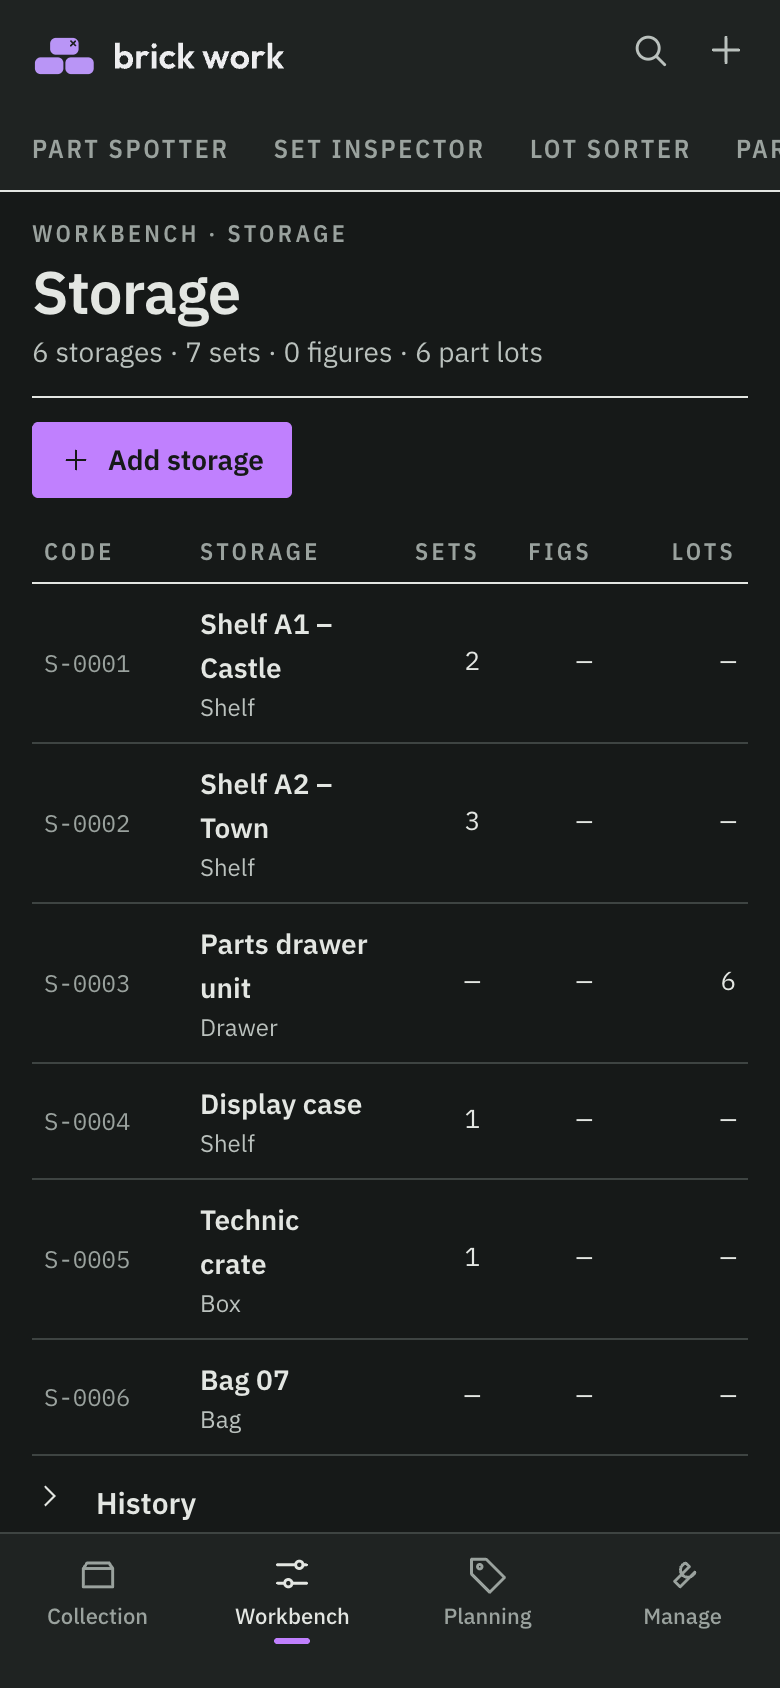 brick work
PART SPOTTER SET INSPECTOR LOT SORTER PAR
WORKBENCH · STORAGE
Storage
6 storages · 7 sets · 0 figures · 6 part lots
+ Add storage
CODE STORAGE SETS FIGS LOTS
S-0001 Shelf A1 – Castle 2 – –
Shelf
S-0002 Shelf A2 – Town 3 – –
Shelf
S-0003 Parts drawer unit – – 6
Drawer
S-0004 Display case 1 – –
Shelf
S-0005 Technic crate 1 – –
Box
S-0006 Bag 07 – – –
Bag
History
Collection Workbench Planning Manage